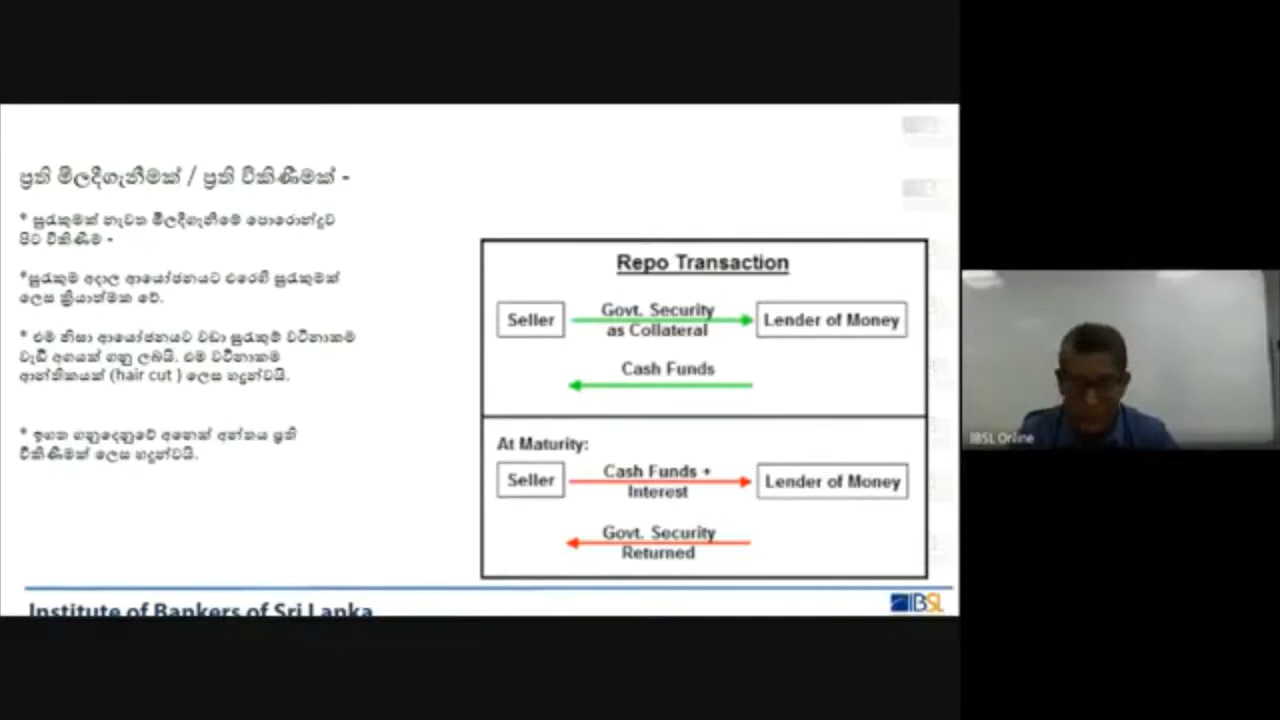 ප්‍රති මිලදීගැනීමක් / ප්‍රති විකිණීමක් -
* සුරැකුමක් නැවත මිලදීගැනීමේ පොරොන්දුව
පිට විකිණීම -
*සුරැකුම අදාල ආයෝජනයට එරෙහි සුරැකුමක්
ලෙස ක්‍රියාත්මක වේ.
* එම නිසා ආයෝජනයට වඩා සුරැකුම් වටිනාකම
වැඩි අගයක් ගනු ලබයි. එම වටිනාකම
ආන්තිකයක් (hair cut ) ලෙස හදුන්වයි.
* ඉහත ගනුදෙනුවේ අනෙක් අන්තය ප්‍රති
විකිණීමක් ලෙස හදුන්වයි.
Repo Transaction
Seller
Govt. Security
as Collateral
Lender of Money
Cash Funds
At Maturity:
Seller
Cash Funds +
Interest
Lender of Money
Govt. Security
Returned
Institute of Bankers of Sri Lanka
IBSL
IBSL Online